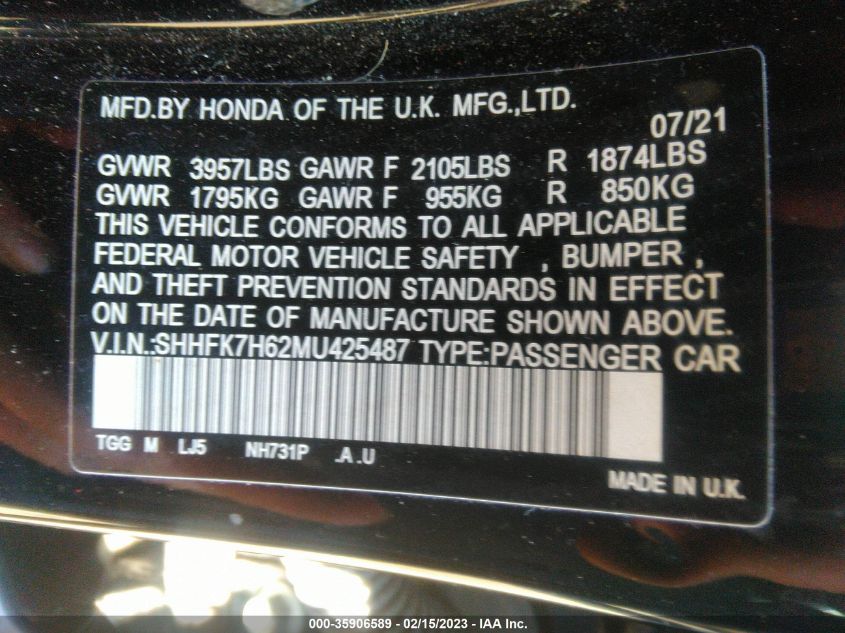 MFD.BY HONDA OF THE U.K. MFG.,LTD.
07/21
GVWR 3957LBS GAWR F 2105LBS R 1874LBS
GVWR 1795KG GAWR F 955KG R 850KG
THIS VEHICLE CONFORMS TO ALL APPLICABLE
FEDERAL MOTOR VEHICLE SAFETY , BUMPER ,
AND THEFT PREVENTION STANDARDS IN EFFECT
ON THE DATE OF MANUFACTURE SHOWN ABOVE.
V.I.N.:SHHFK7H62MU425487 TYPE:PASSENGER CAR
TGG M LJ5 NH731P .A .U
MADE IN U.K.
000-35906589 - 02/15/2023 - IAA Inc.